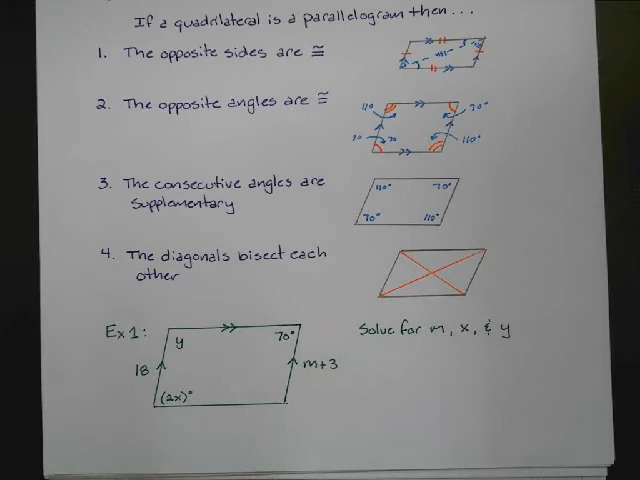 If a quadrilateral is a parallelogram then...
1. The opposite sides are ≅
2. The opposite angles are ≅
110 70°
70 70 110°
3. The consecutive angles are
supplementary
110° 70°
70° 110°
4. The diagonals bisect each
other
Ex 1:
y 70°
18 m+3
(2x)°
Solve for m, x, & y